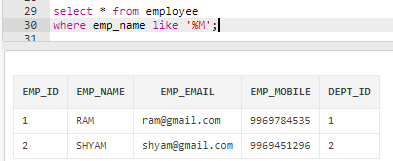 29 select * from employee
30 where emp_name like '%M';
31
EMP_ID EMP_NAME EMP_EMAIL EMP_MOBILE DEPT_ID
1 RAM ram@gmail.com 9969784535 1
2 SHYAM shyam@gmail.com 9969451296 2